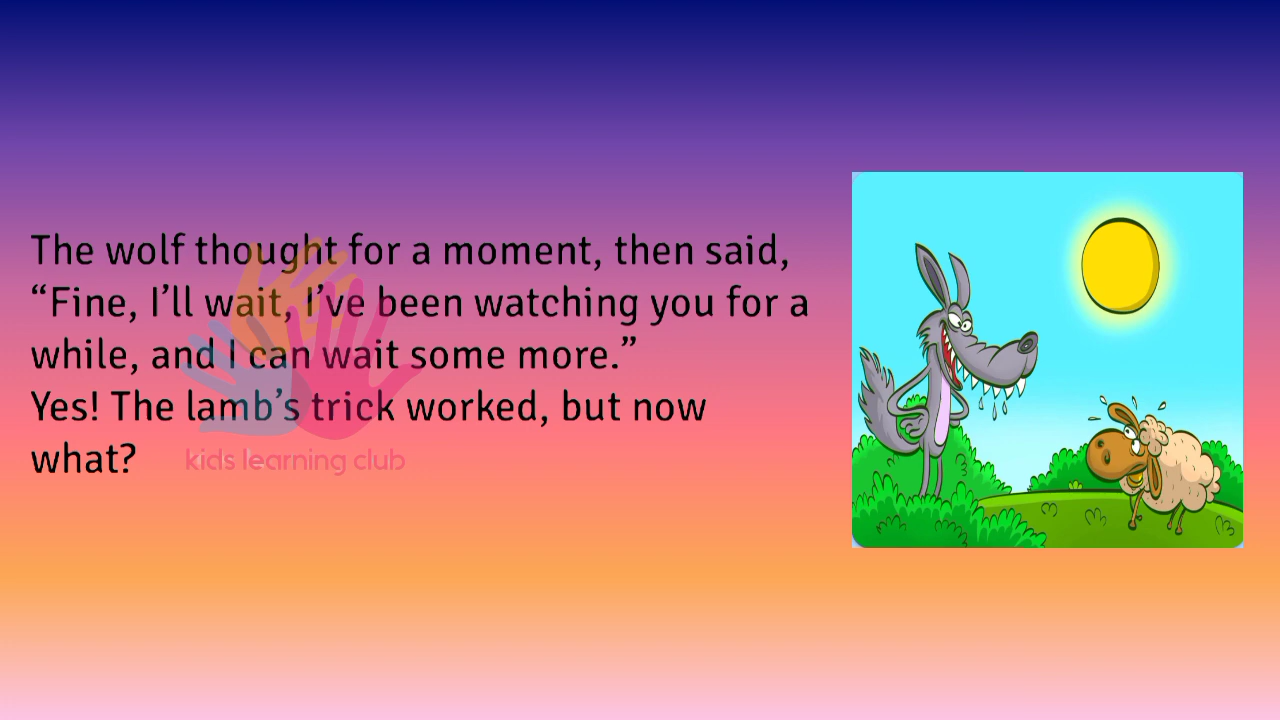 The wolf thought for a moment, then said,
“Fine, I’ll wait, I’ve been watching you for a
while, and I can wait some more.”
Yes! The lamb’s trick worked, but now
what?
kids learning club